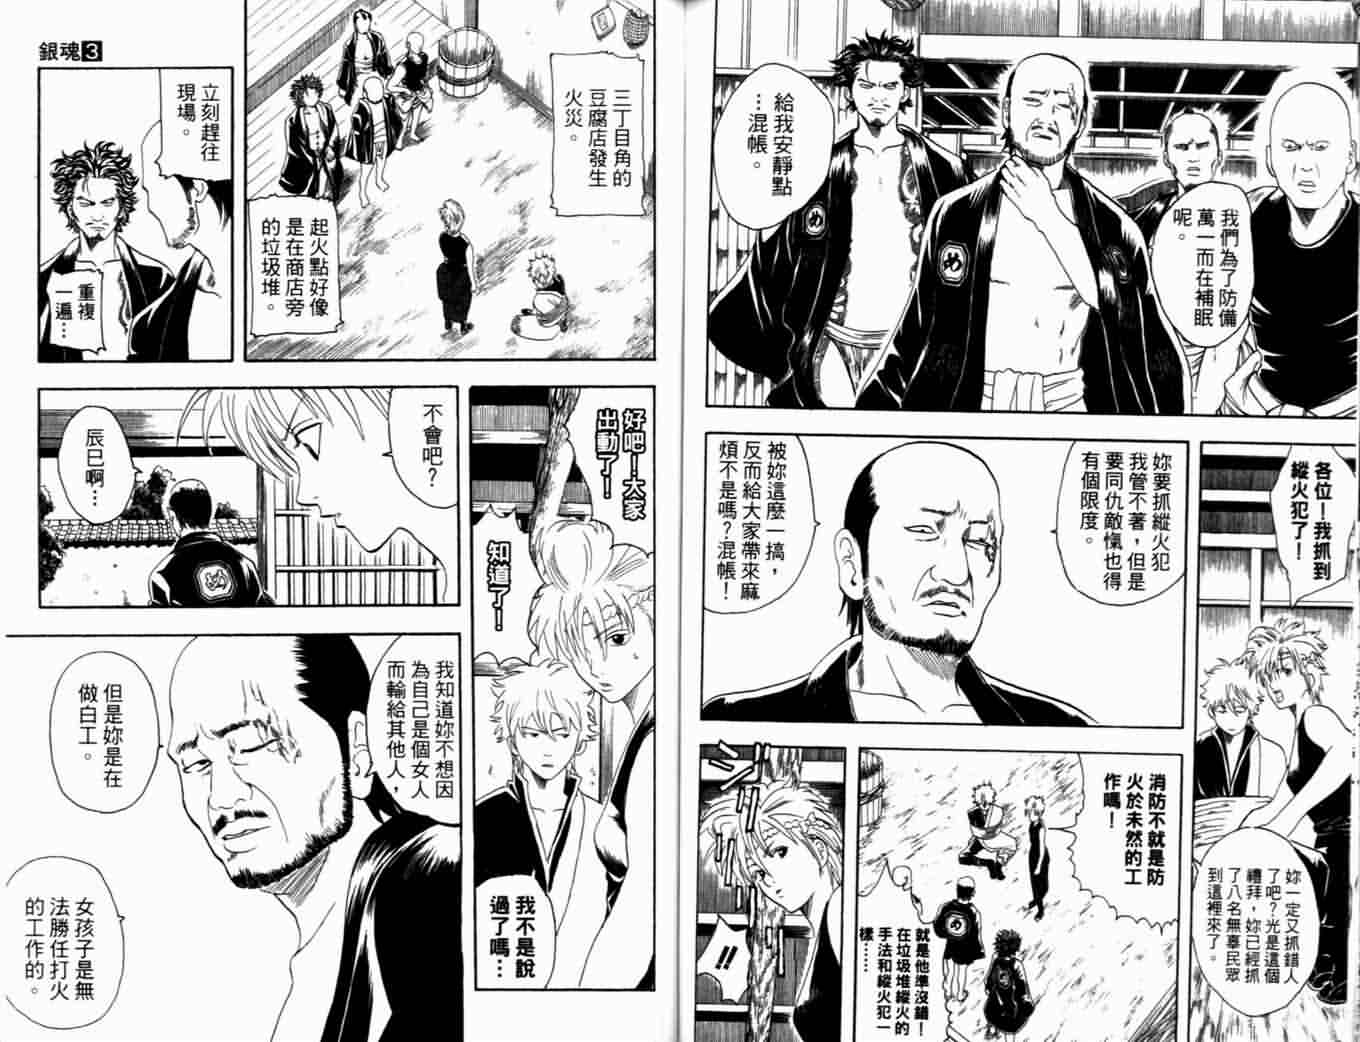 給我安靜點
…混帳。
我們為了防備
萬一而在補眠
呢。
各位！我抓到
縱火犯了！
妳一定又抓錯人
了吧？光是這個
禮拜，妳已經抓
了八名無辜民眾
到這裡來了。
妳要抓縱火犯
我管不著，但是
要同仇敵愾也得
有個限度。
被妳這麼一搞，
反而給大家帶來麻
煩不是嗎？混帳！
消防不就是防
火於未然的工
作嗎！
就是他準沒錯！
在垃圾堆縱火的
手法和縱火犯一
樣……
!!
銀魂3
三丁目角的
豆腐店發生
火災。
起火點好像
是在商店旁
的垃圾堆。
立刻趕往
現場。
重複
一遍…
好吧！大家
出動了！
知道了！
我不是說
過了嗎…
不會吧？
辰巳啊…
我知道妳不想因
為自己是個女人
而輸給其他人，
但是妳是在
做白工。
女孩子是無
法勝任打火
的工作的。